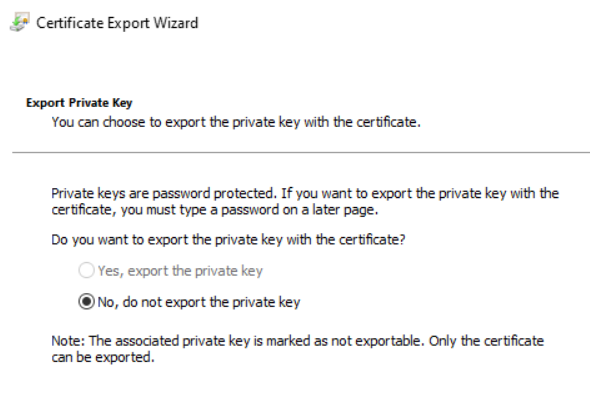 Certificate Export Wizard
Export Private Key
You can choose to export the private key with the certificate.
Private keys are password protected. If you want to export the private key with the
certificate, you must type a password on a later page.
Do you want to export the private key with the certificate?
Yes, export the private key
No, do not export the private key
Note: The associated private key is marked as not exportable. Only the certificate
can be exported.